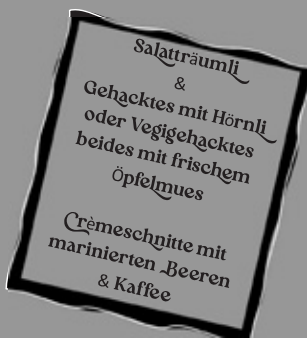 Salatträumli
&
Gehacktes mit Hörnli
oder Vegigehacktes
beides mit frischem
Öpfelmues
Crèmeschnitte mit
marinierten Beeren
& Kaffee